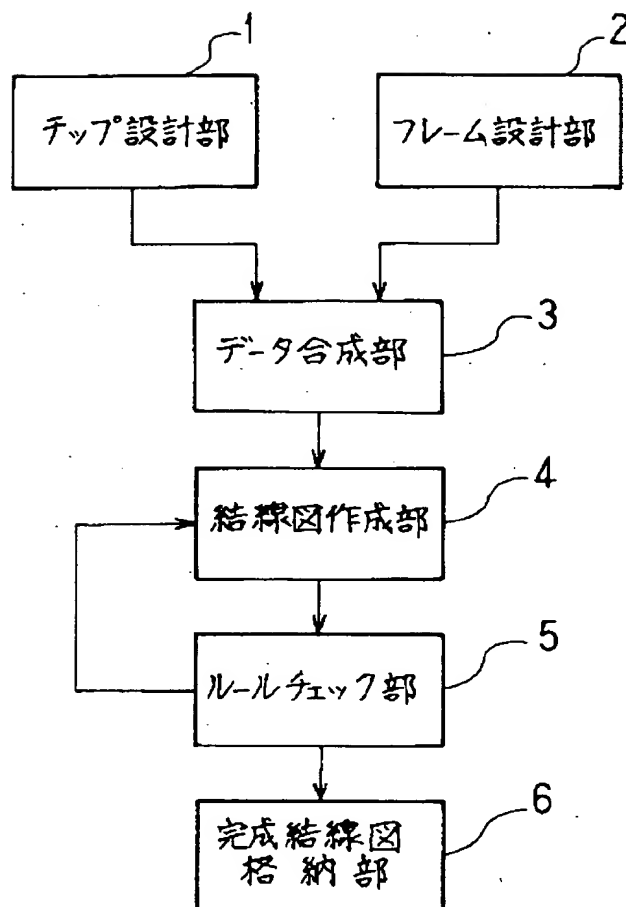 1
2
チップ設計部
フレーム設計部
3
データ合成部
4
結線図作成部
5
ルールチェック部
6
完成結線図
格納部